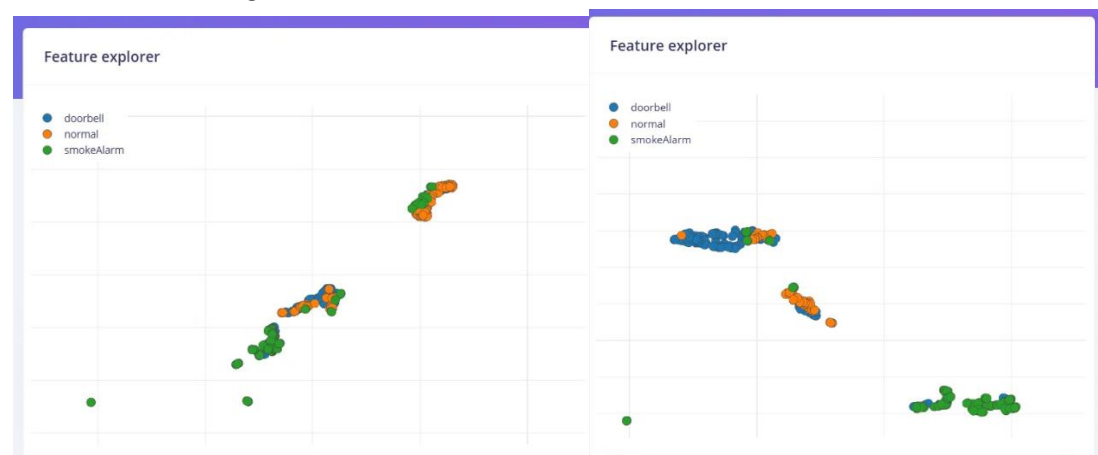 Feature explorer
doorbell
normal
smokeAlarm
Feature explorer
doorbell
normal
smokeAlarm